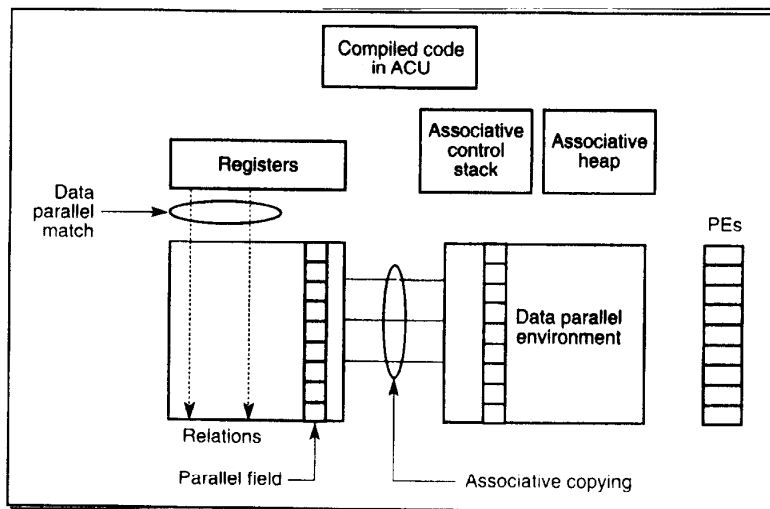 Compiled code
in ACU
Associative
control
stack
Associative
heap
Registers
Data
parallel
match
PEs
Data parallel
environment
Relations
Parallel field
Associative copying